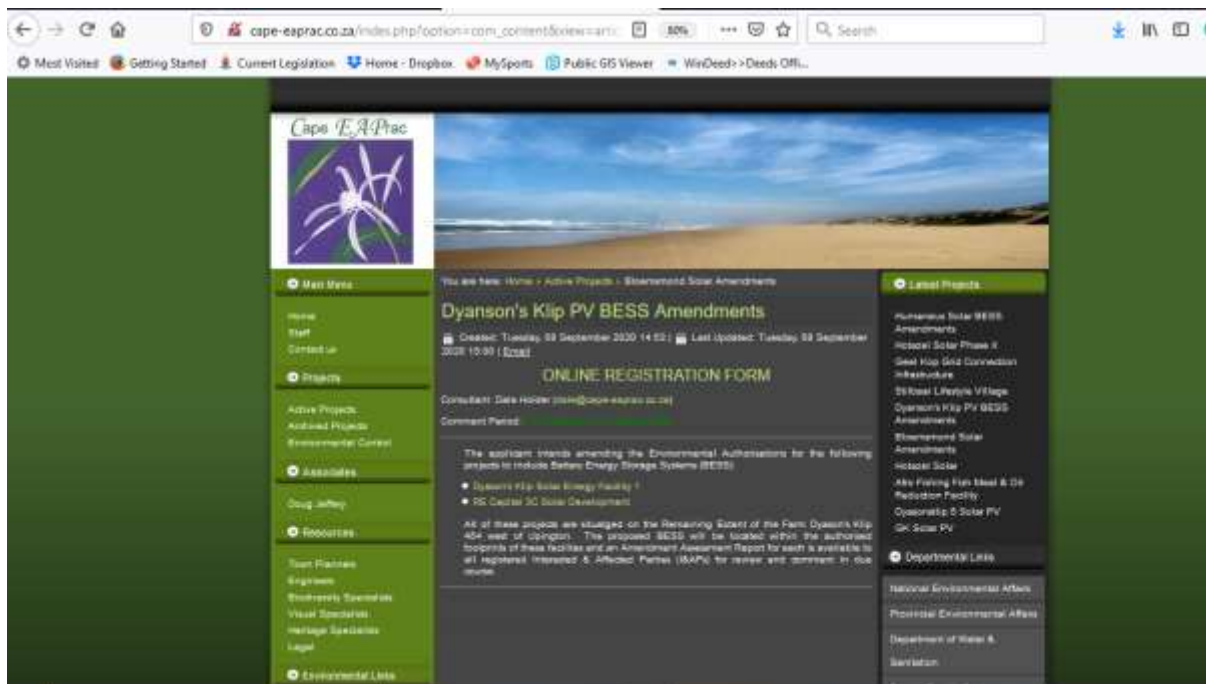 cape-eaprac.co.za/index.php?option=com_content&view=artic
50%
Search
Most Visited Getting Started Current Legislation Home - Dropbox MySports Public GIS Viewer WinDeed>>Deeds Offi...
Cape EAPrac
Main Menu
Home
Staff
Contact us
Projects
Active Projects
Archived Projects
Environmental Control
Associates
Doug Jeffery
Resources
Town Planners
Engineers
Biodiversity Specialists
Visual Specialists
Heritage Specialists
Legal
Environmental Links
You are here: Home > Active Projects > Bloemsmond Solar Amendments
Dyanson's Klip PV BESS Amendments
Created: Tuesday, 08 September 2020 14:52 | Last Updated: Tuesday, 08 September
2020 15:00 | Email
ONLINE REGISTRATION FORM
Consultant: Dale Holder (dale@cape-eaprac.co.za)
Comment Period:
The applicant intends amending the Environmental Authorisations for the following
projects to include Battery Energy Storage Systems (BESS)
Dyason's Klip Solar Energy Facility 1
RE Capital 3C Solar Development
All of these projects are situated on the Remaining Extent of the Farm Dyason's Klip
454 west of Upington. The proposed BESS will be located within the authorised
footprints of these facilities and an Amendment Assessment Report for each is available to
all registered Interested & Affected Parties (I&APs) for review and comment in due
course.
Latest Projects
Humansrus Solar BESS
Amendments
Hotazel Solar Phase II
Geel Kop Grid Connection
Infrastructure
Stilbaai Lifestyle Village
Dyanson's Klip PV BESS
Amendments
Bloemsmond Solar
Amendments
Hotazel Solar
Afro Fishing Fish Meal & Oil
Reduction Facility
Dyasonsklip 5 Solar PV
GK Solar PV
Departmental Links
National Environmental Affairs
Provincial Environmental Affairs
Department of Water &
Sanitation